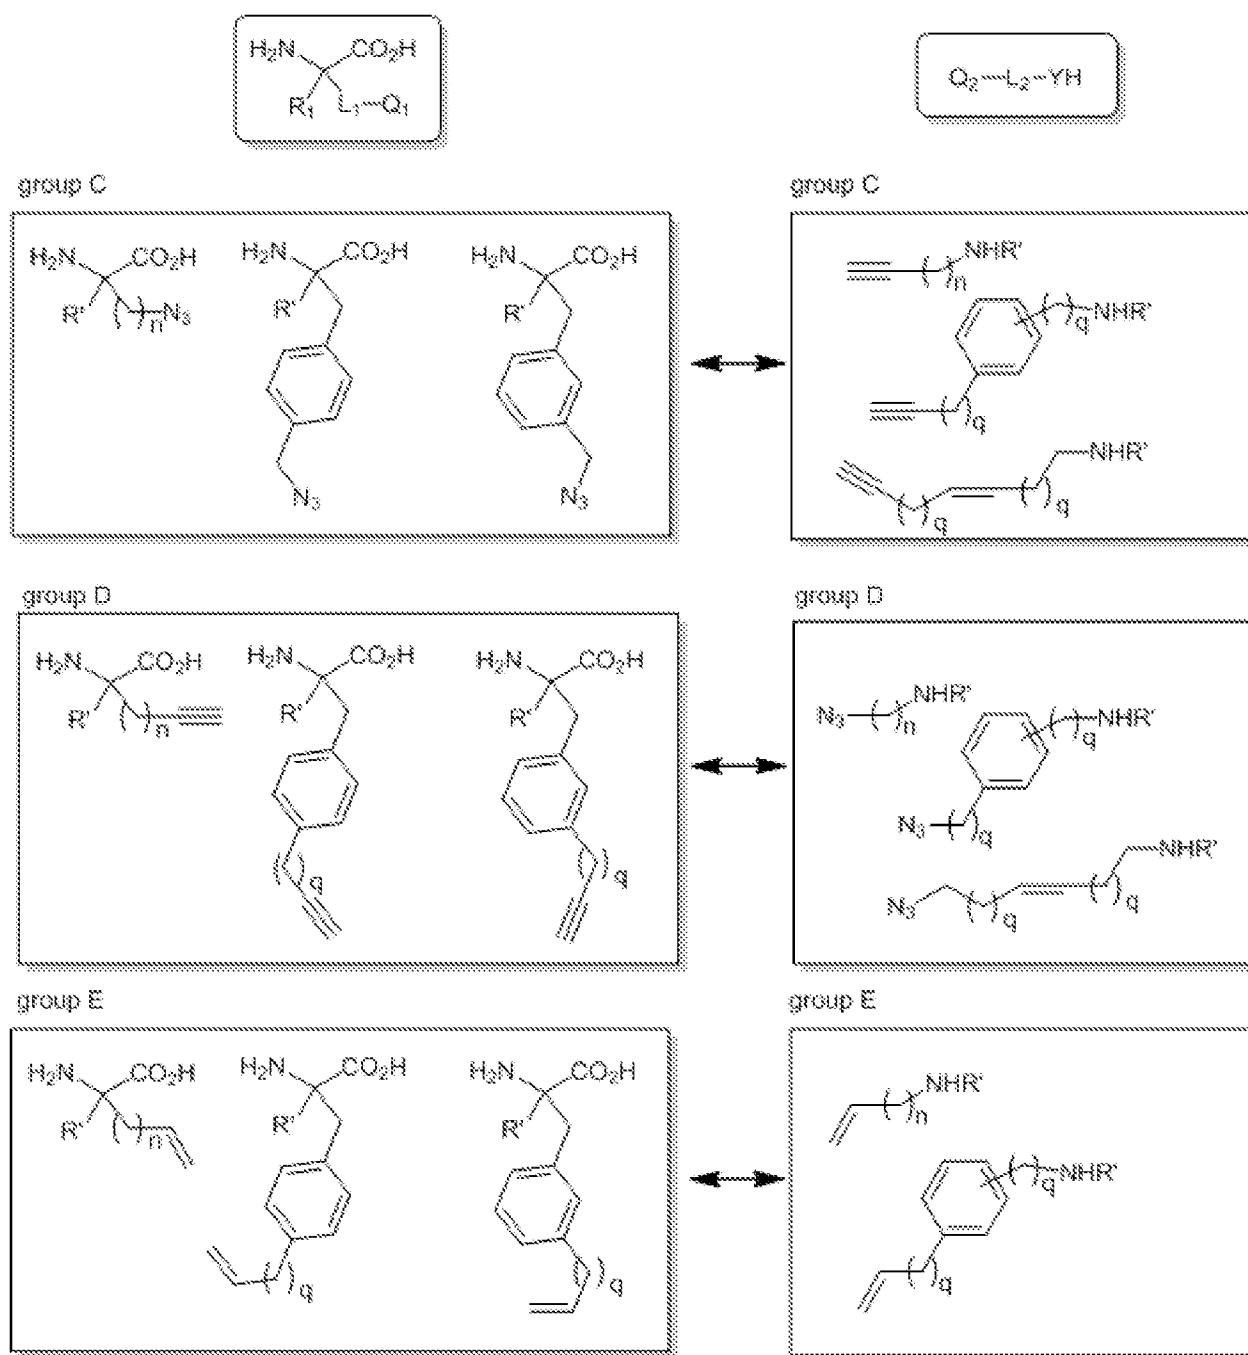 H₂N CO₂H
R₁ L₁—Q₁
Q₂—L₂—YH
group C
H₂N CO₂H
R' ( )n N₃
H₂N CO₂H
R'
N₃
H₂N CO₂H
R'
N₃
group C
NHR'
( )n
( )q NHR'
( )q
NHR'
( )q ( )q
group D
H₂N CO₂H
R' ( )n
H₂N CO₂H
R'
( )q
H₂N CO₂H
R'
( )q
group D
NHR'
N₃ ( )n
( )q NHR'
N₃ ( )q
NHR'
N₃ ( )q ( )q
group E
H₂N CO₂H
R' ( )n
H₂N CO₂H
R'
( )q
H₂N CO₂H
R'
( )q
group E
NHR'
( )n
( )q NHR'
( )q